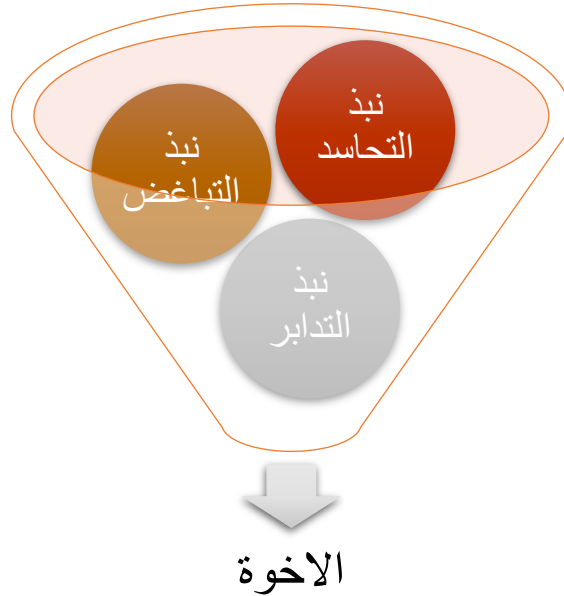 نبذ
التحاسد
نبذ
التباغض
نبذ
التدابر
الاخوة